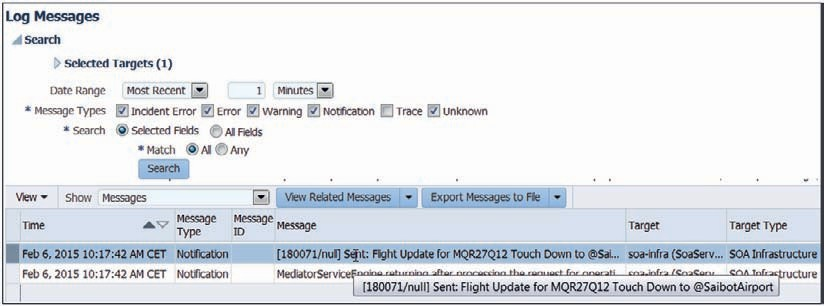 Log Messages
Search
Selected Targets (1)
Date Range Most Recent 1 Minutes
* Message Types Incident Error Error Warning Notification Trace Unknown
* Search Selected Fields All Fields
* Match All Any
Search
View Show Messages View Related Messages Export Messages to File
Time Message Type Message ID Message Target Target Type
Feb 6, 2015 10:17:42 AM CET Notification [180071/null] Sent: Flight Update for MQR27Q12 Touch Down to @Sai... soa-infra (SoaServ... SOA Infrastructure
Feb 6, 2015 10:17:42 AM CET Notification MediatorServiceEngine returning after processing the request for operati... soa-infra (SoaServ... SOA Infrastructure
[180071/null] Sent: Flight Update for MQR27Q12 Touch Down to @SaibotAirport